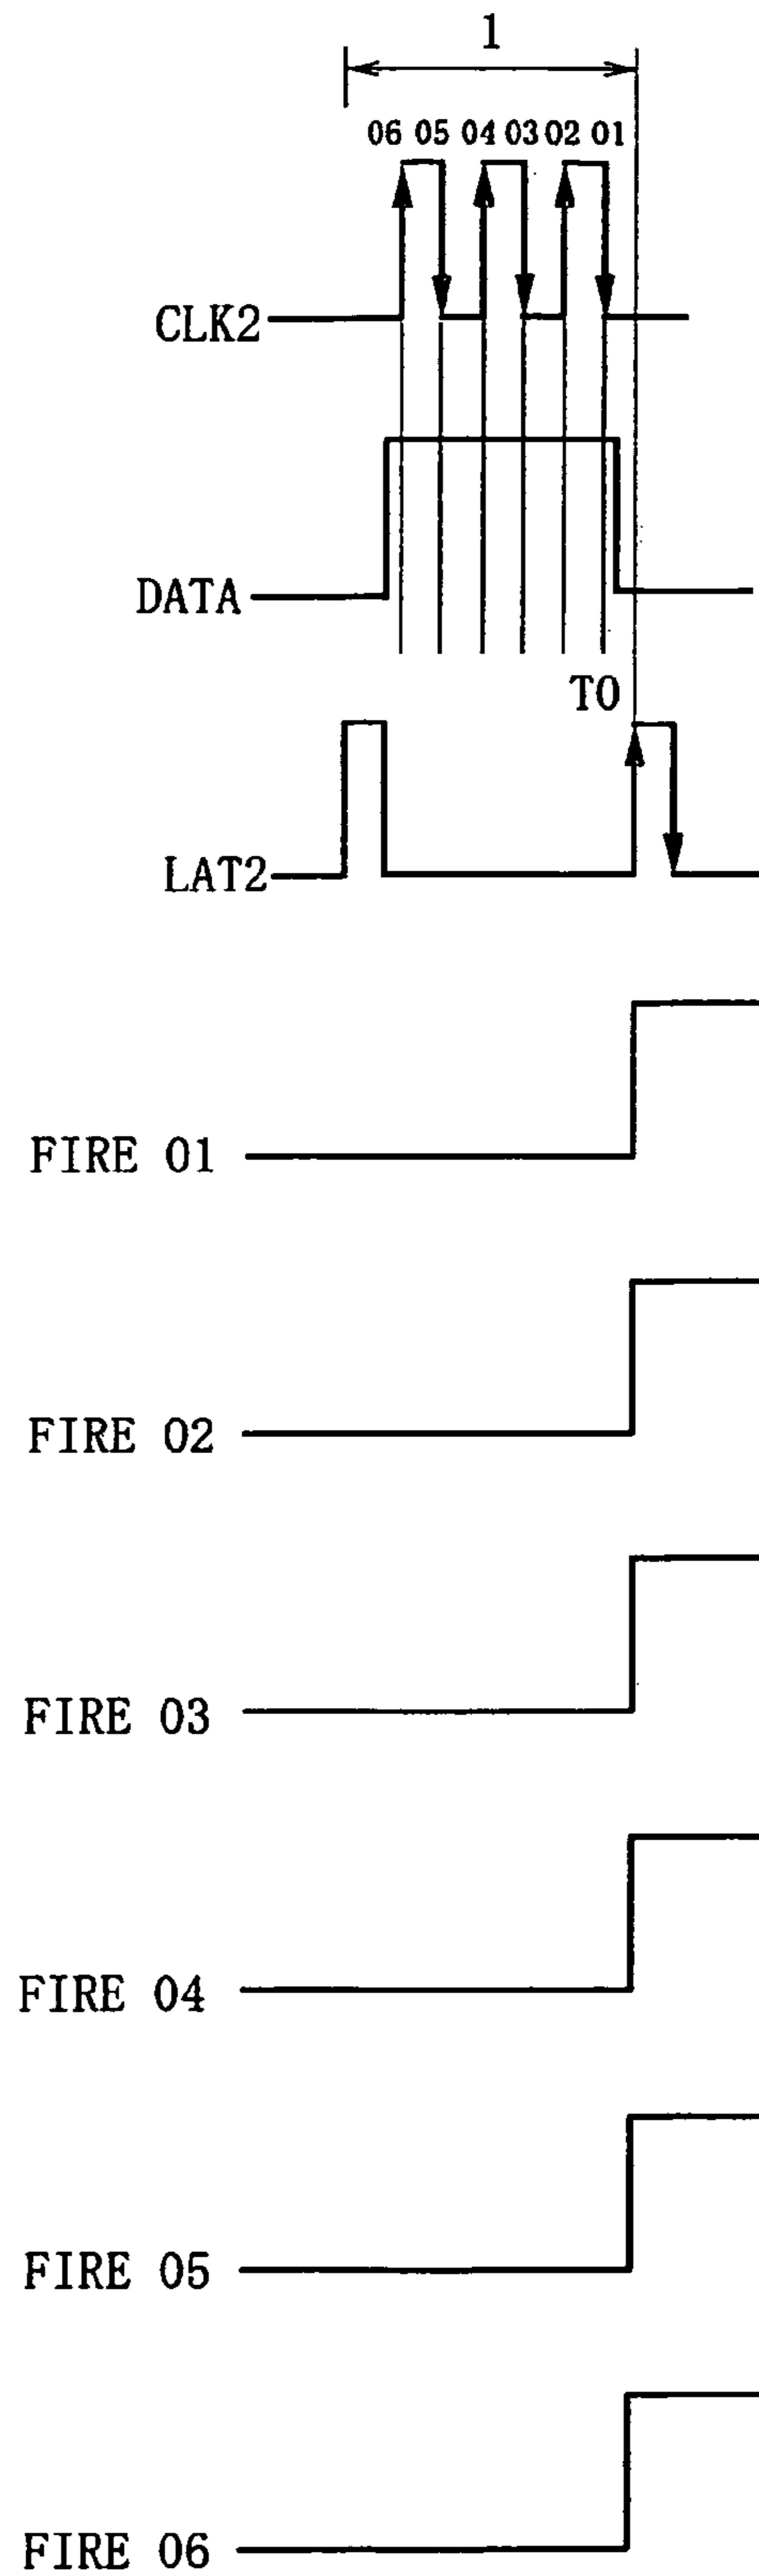 1
06 05 04 03 02 01
CLK2
DATA
T0
LAT2
FIRE 01
FIRE 02
FIRE 03
FIRE 04
FIRE 05
FIRE 06